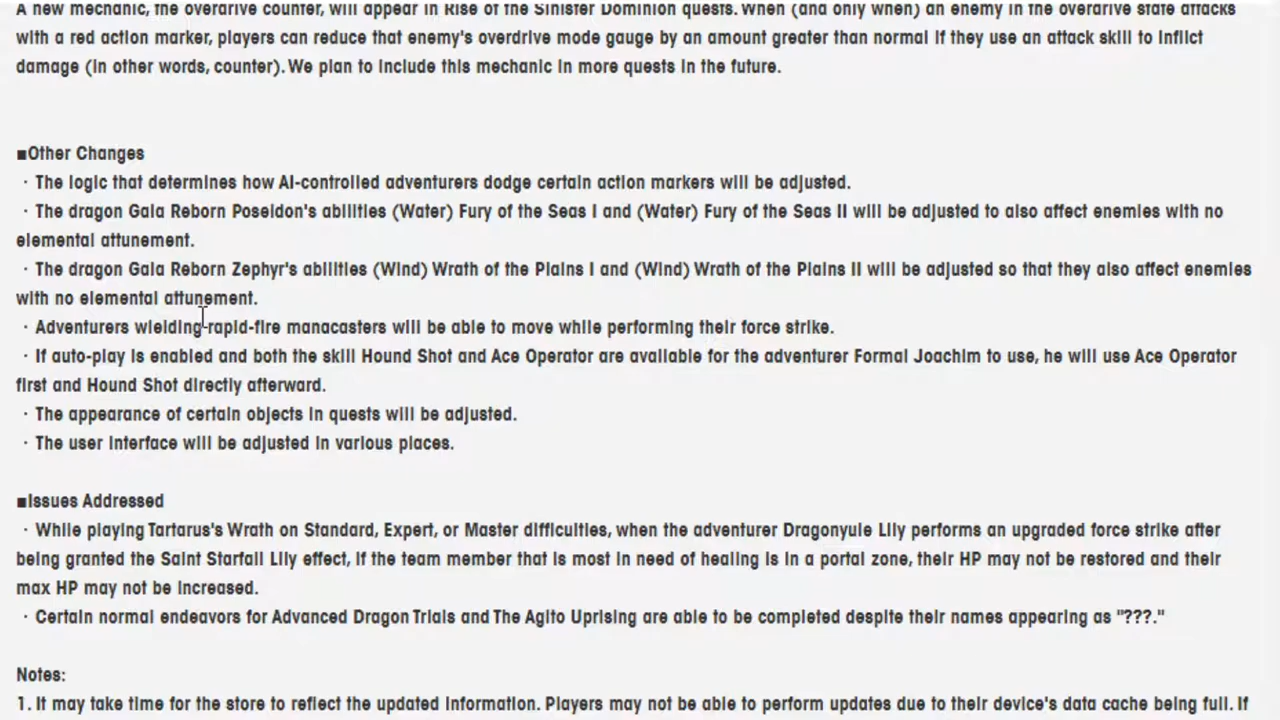 A new mechanic, the overdrive counter, will appear in Rise of the Sinister Dominion quests. When (and only when) an enemy in the overdrive state attacks
with a red action marker, players can reduce that enemy's overdrive mode gauge by an amount greater than normal if they use an attack skill to inflict
damage (in other words, counter). We plan to include this mechanic in more quests in the future.
■Other Changes
・The logic that determines how AI-controlled adventurers dodge certain action markers will be adjusted.
・The dragon Gala Reborn Poseidon's abilities (Water) Fury of the Seas I and (Water) Fury of the Seas II will be adjusted to also affect enemies with no
elemental attunement.
・The dragon Gala Reborn Zephyr's abilities (Wind) Wrath of the Plains I and (Wind) Wrath of the Plains II will be adjusted so that they also affect enemies
with no elemental attunement.
・Adventurers wielding rapid-fire manacasters will be able to move while performing their force strike.
・If auto-play is enabled and both the skill Hound Shot and Ace Operator are available for the adventurer Formal Joachim to use, he will use Ace Operator
first and Hound Shot directly afterward.
・The appearance of certain objects in quests will be adjusted.
・The user interface will be adjusted in various places.
■Issues Addressed
・While playing Tartarus's Wrath on Standard, Expert, or Master difficulties, when the adventurer Dragonyule Lily performs an upgraded force strike after
being granted the Saint Starfall Lily effect, if the team member that is most in need of healing is in a portal zone, their HP may not be restored and their
max HP may not be increased.
・Certain normal endeavors for Advanced Dragon Trials and The Agito Uprising are able to be completed despite their names appearing as "???."
Notes:
1. It may take time for the store to reflect the updated information. Players may not be able to perform updates due to their device's data cache being full. If